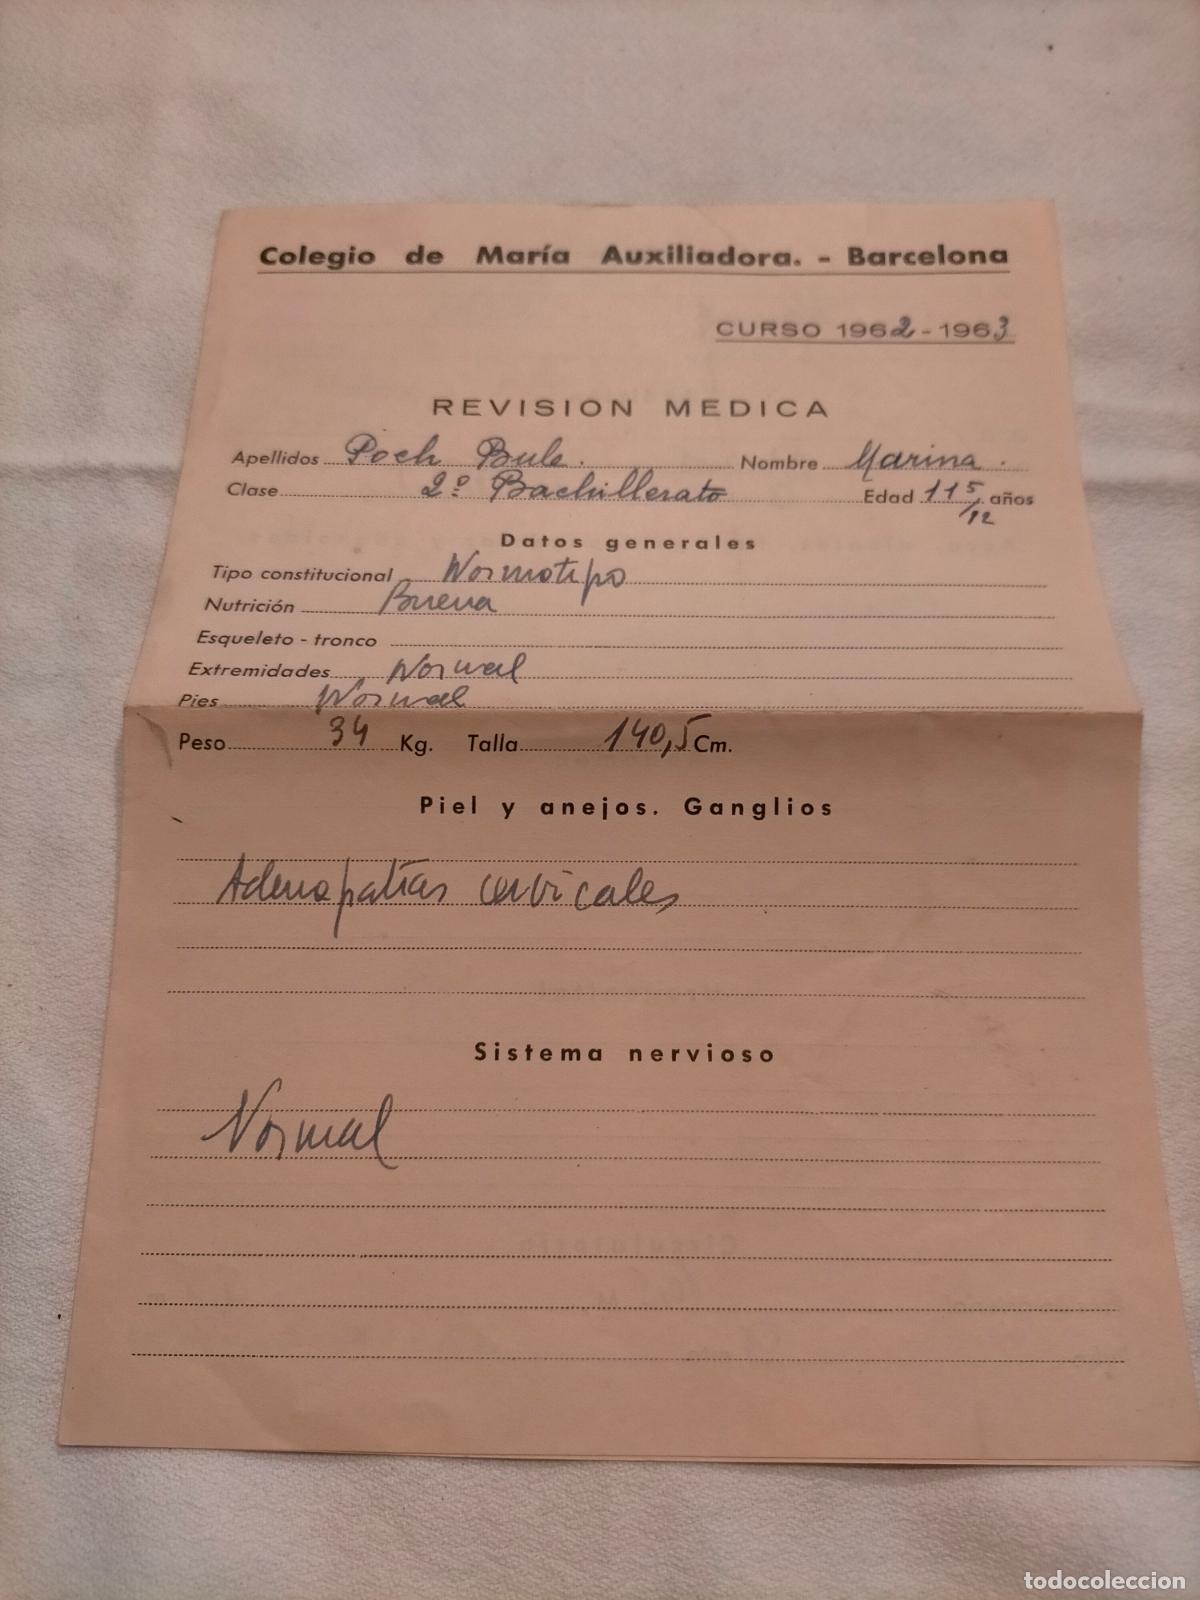 Colegio de María Auxiliadora. - Barcelona
CURSO 1962 - 1963
REVISION MEDICA
Apellidos Poch Bule. Nombre Marina.
Clase 2º Bachillerato Edad 11 5/12 años
Datos generales
Tipo constitucional Normotipo
Nutrición Buena
Esqueleto - tronco
Extremidades Normal
Pies Normal
Peso 34 Kg. Talla 140,5 Cm.
Piel y anejos. Ganglios
Adenopatías cervicales
Sistema nervioso
Normal
todocoleccion